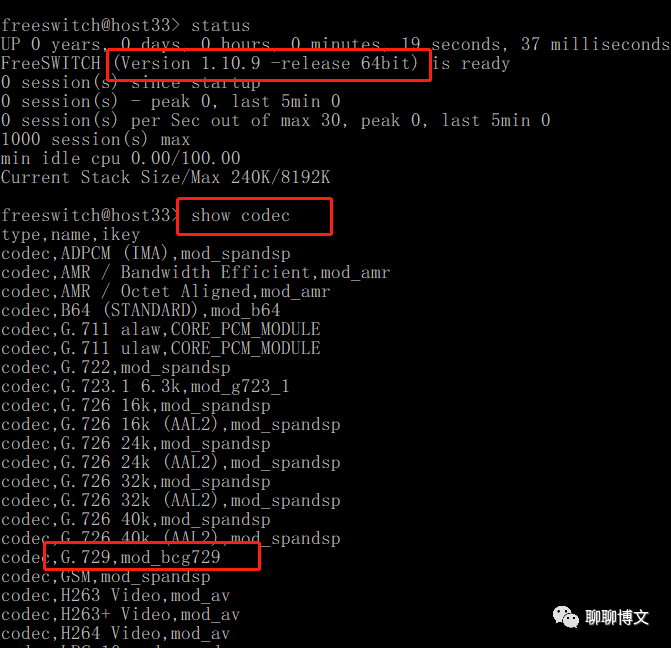 freeswitch@host33> status
UP 0 years, 0 days, 0 hours, 0 minutes, 19 seconds, 37 milliseconds
FreeSWITCH (Version 1.10.9 -release 64bit) is ready
0 session(s) since startup
0 session(s) - peak 0, last 5min 0
0 session(s) per Sec out of max 30, peak 0, last 5min 0
1000 session(s) max
min idle cpu 0.00/100.00
Current Stack Size/Max 240K/8192K
freeswitch@host33> show codec
type,name,ikey
codec,ADPCM (IMA),mod_spandsp
codec,AMR / Bandwidth Efficient,mod_amr
codec,AMR / Octet Aligned,mod_amr
codec,B64 (STANDARD),mod_b64
codec,G.711 alaw,CORE_PCM_MODULE
codec,G.711 ulaw,CORE_PCM_MODULE
codec,G.722,mod_spandsp
codec,G.723.1 6.3k,mod_g723_1
codec,G.726 16k,mod_spandsp
codec,G.726 16k (AAL2),mod_spandsp
codec,G.726 24k,mod_spandsp
codec,G.726 24k (AAL2),mod_spandsp
codec,G.726 32k,mod_spandsp
codec,G.726 32k (AAL2),mod_spandsp
codec,G.726 40k,mod_spandsp
codec,G.726 40k (AAL2),mod_spandsp
codec,G.729,mod_bcg729
codec,GSM,mod_spandsp
codec,H263 Video,mod_av
codec,H263+ Video,mod_av
codec,H264 Video,mod_av
聊聊博文